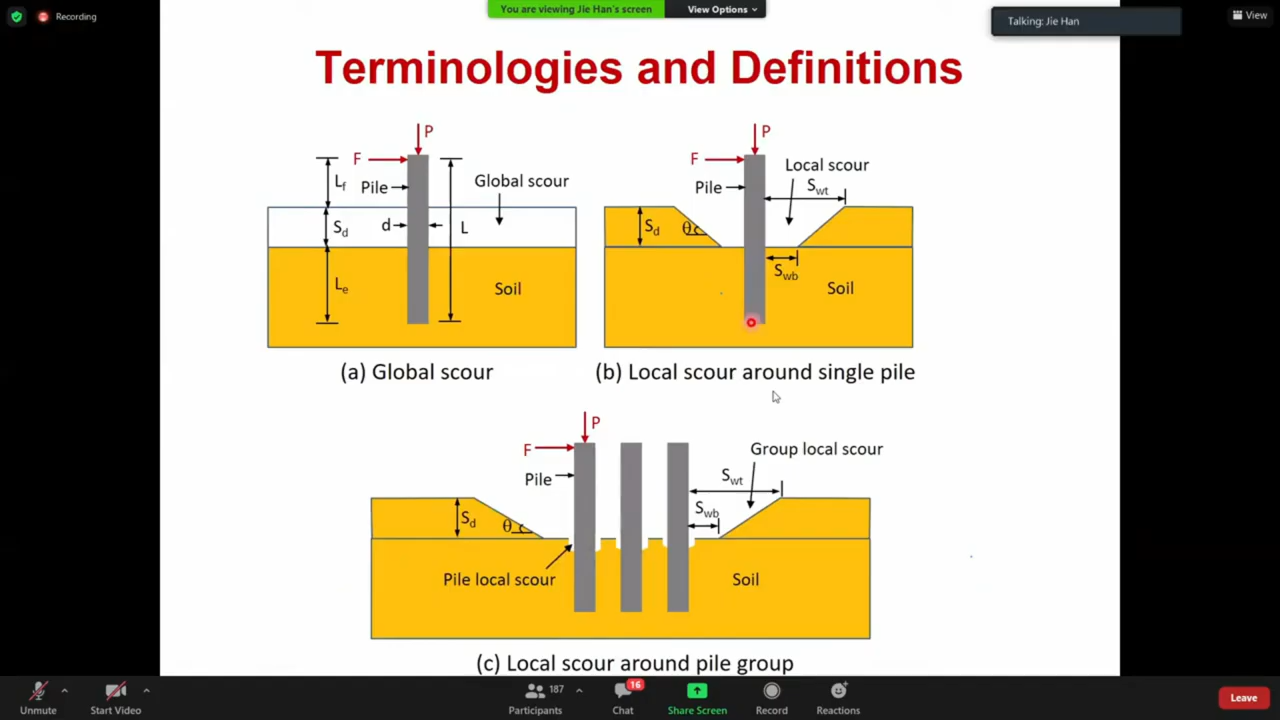 Recording
You are viewing Jie Han's screen
View Options
Talking: Jie Han
View
Terminologies and Definitions
P
F
Lf
Pile
Global scour
Sd
d
L
Le
Soil
(a) Global scour
P
F
Local scour
Pile
Swt
Sd
θ
Swb
Soil
(b) Local scour around single pile
P
F
Group local scour
Pile
Swt
Swb
Sd
θ
Pile local scour
Soil
(c) Local scour around pile group
Unmute
Start Video
187
Participants
16
Chat
Share Screen
Record
Reactions
Leave